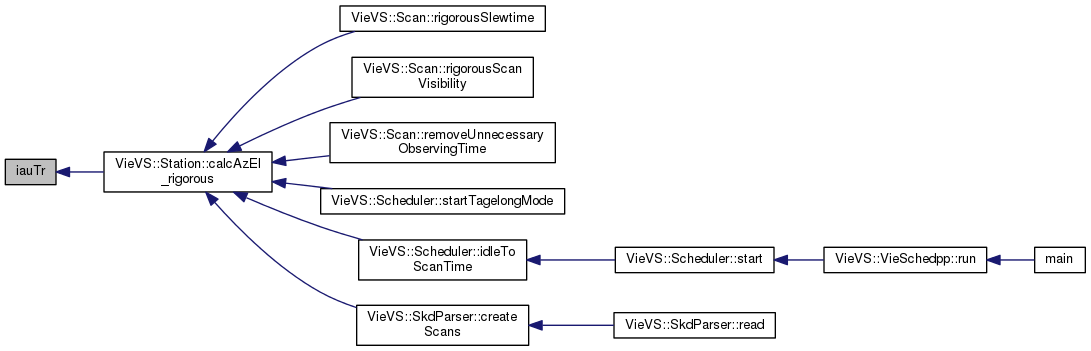 VieVS::Scan::rigorousSlewtime
VieVS::Scan::rigorousScan
Visibility
VieVS::Scan::removeUnnecessary
ObservingTime
iauTr
VieVS::Station::calcAzEl
_rigorous
VieVS::Scheduler::startTagelongMode
VieVS::Scheduler::idleTo
ScanTime
VieVS::Scheduler::start
VieVS::VieSchedpp::run
main
VieVS::SkdParser::create
Scans
VieVS::SkdParser::read